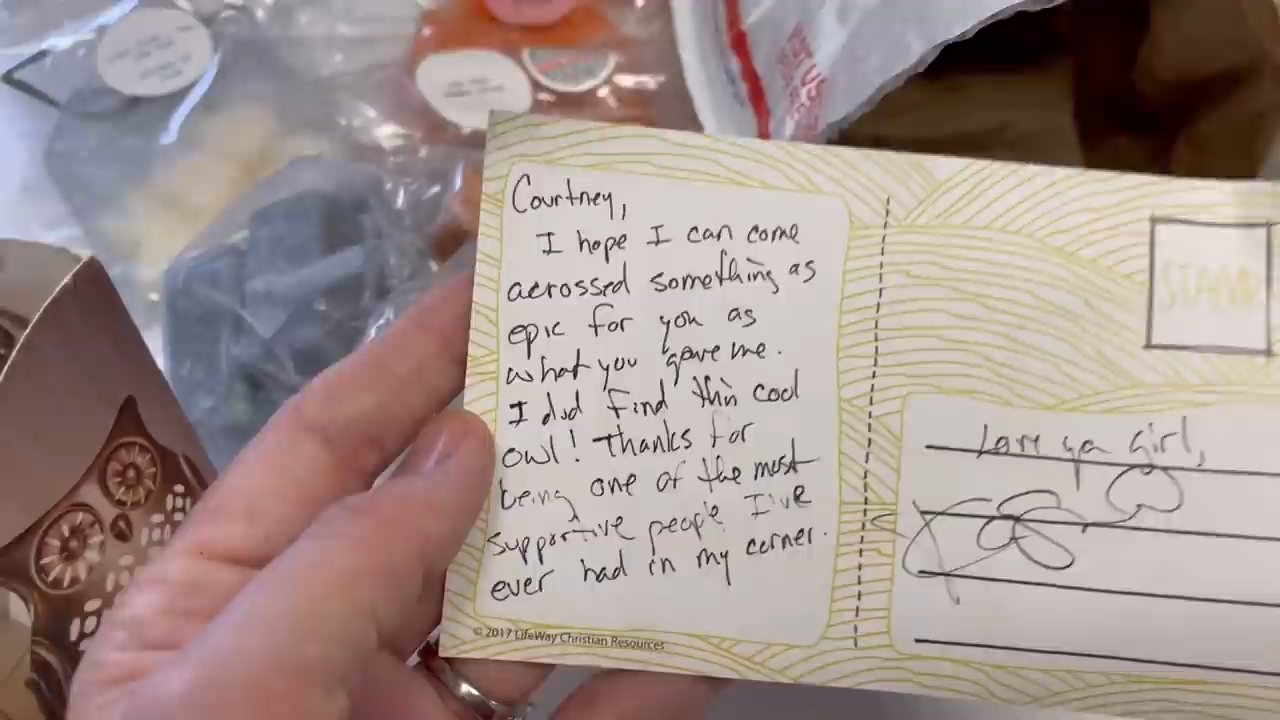 Courtney,
I hope I can come
acrossed something as
epic for you as
what you gave me.
I did find this cool
owl! Thanks for
being one of the most
supportive people I've
ever had in my corner.
© 2017 LifeWay Christian Resources
STAMP
Love ya girl,